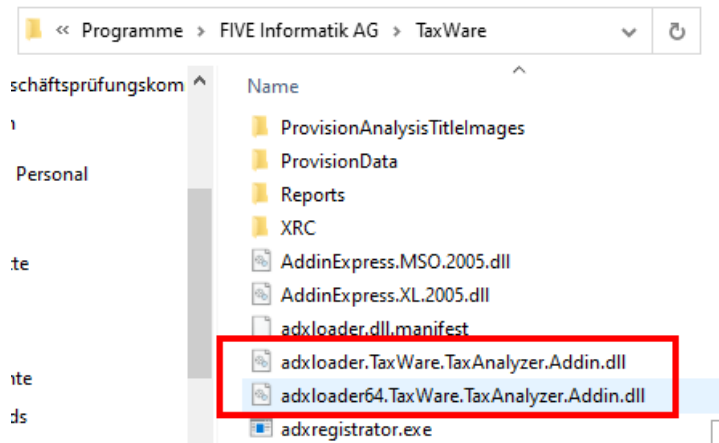 « Programme > FIVE Informatik AG > TaxWare
schäftsprüfungskom
Name
ProvisionAnalysisTitleImages
ProvisionData
Personal
Reports
XRC
AddinExpress.MSO.2005.dll
AddinExpress.XL.2005.dll
adxloader.dll.manifest
adxloader.TaxWare.TaxAnalyzer.Addin.dll
adxloader64.TaxWare.TaxAnalyzer.Addin.dll
ds
adxregistrator.exe